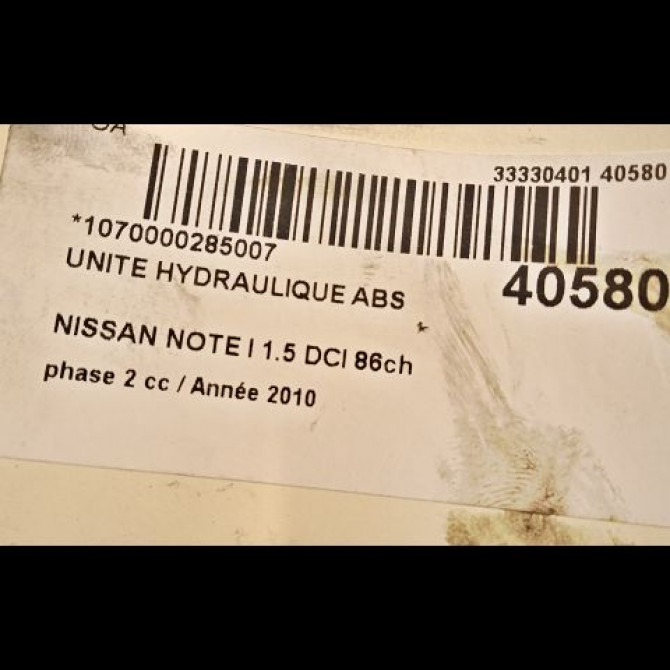 33330401 40580
*1070000285007
40580
UNITE HYDRAULIQUE ABS
NISSAN NOTE I 1.5 DCI 86ch
phase 2 cc / Année 2010